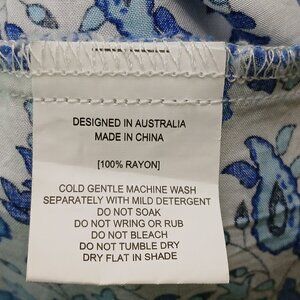 DESIGNED IN AUSTRALIA
MADE IN CHINA
[100% RAYON]
COLD GENTLE MACHINE WASH
SEPARATELY WITH MILD DETERGENT
DO NOT SOAK
DO NOT WRING OR RUB
DO NOT BLEACH
DO NOT TUMBLE DRY
DRY FLAT IN SHADE